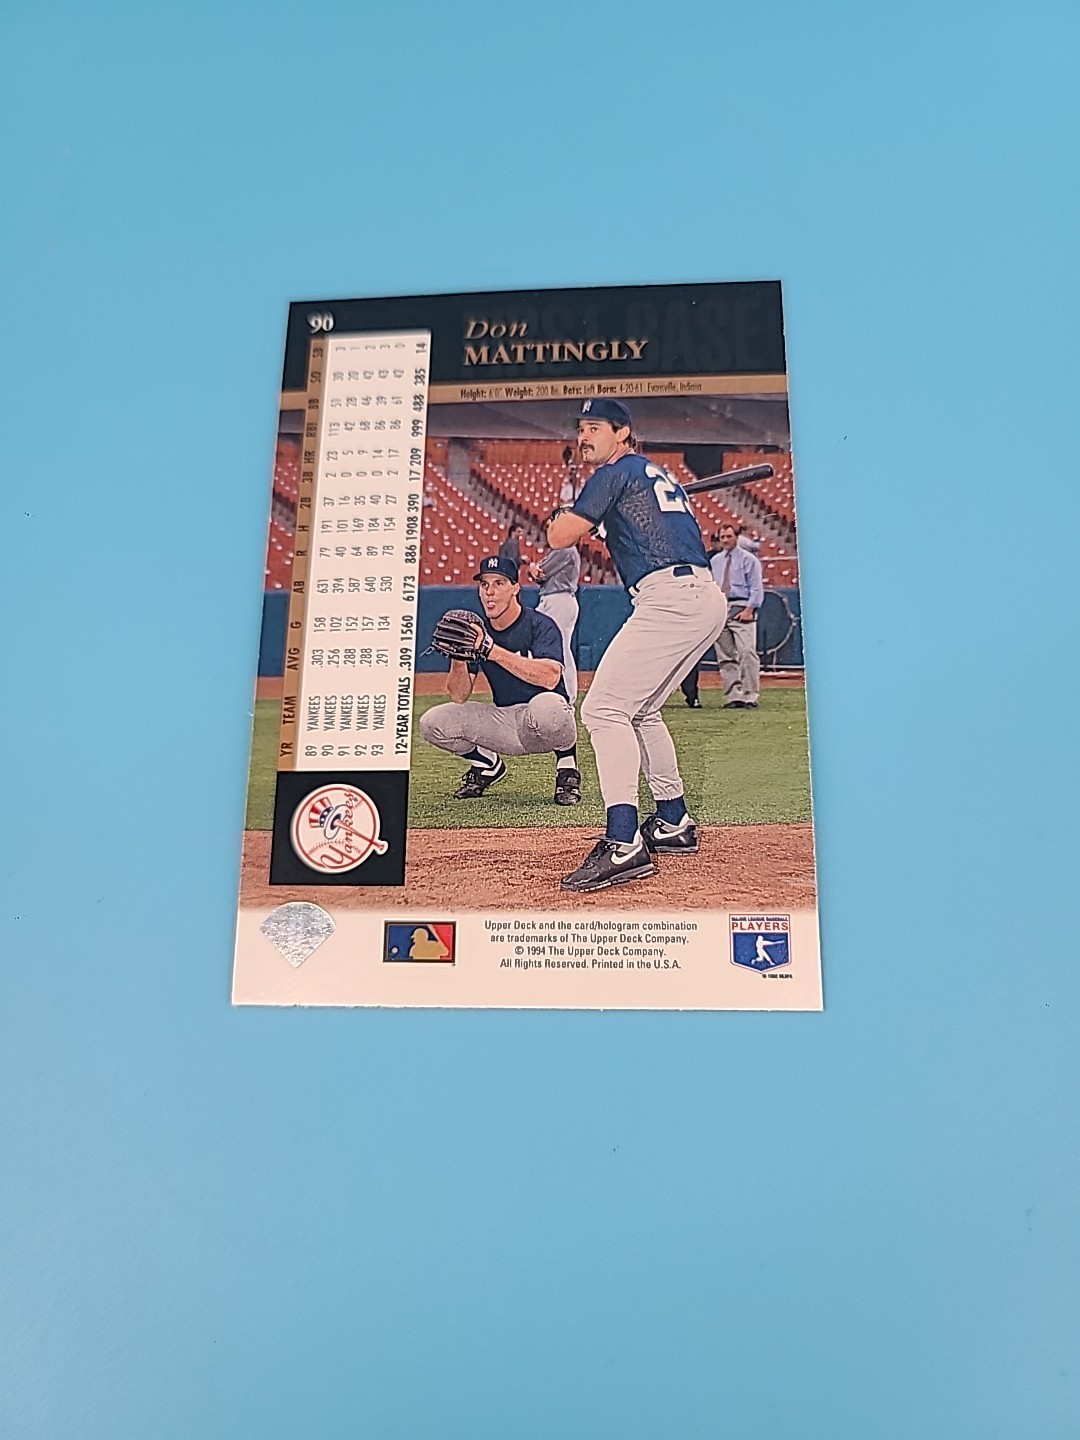 90
FIRST BASE
Don
MATTINGLY
Height: 6'0" Weight: 200 lbs. Bats: Left Born: 4-20-61 Evansville, Indiana
YR TEAM AVG G AB R H 2B 3B HR RBI BB SO SB
89 YANKEES .303 158 631 79 191 37 2 23 113 51 30 3
90 YANKEES .256 102 394 40 101 16 0 5 42 28 20 1
91 YANKEES .288 152 587 64 169 35 0 9 68 46 42 2
92 YANKEES .288 157 640 89 184 40 0 14 86 39 43 3
93 YANKEES .291 134 530 78 154 27 2 17 86 61 42 0
12-YEAR TOTALS .309 1560 6173 886 1908 390 17 209 999 488 385 14
NY
NY
2
Yankees
Upper Deck and the card/hologram combination
are trademarks of The Upper Deck Company.
© 1994 The Upper Deck Company.
All Rights Reserved. Printed in the U.S.A.
MAJOR LEAGUE BASEBALL
PLAYERS